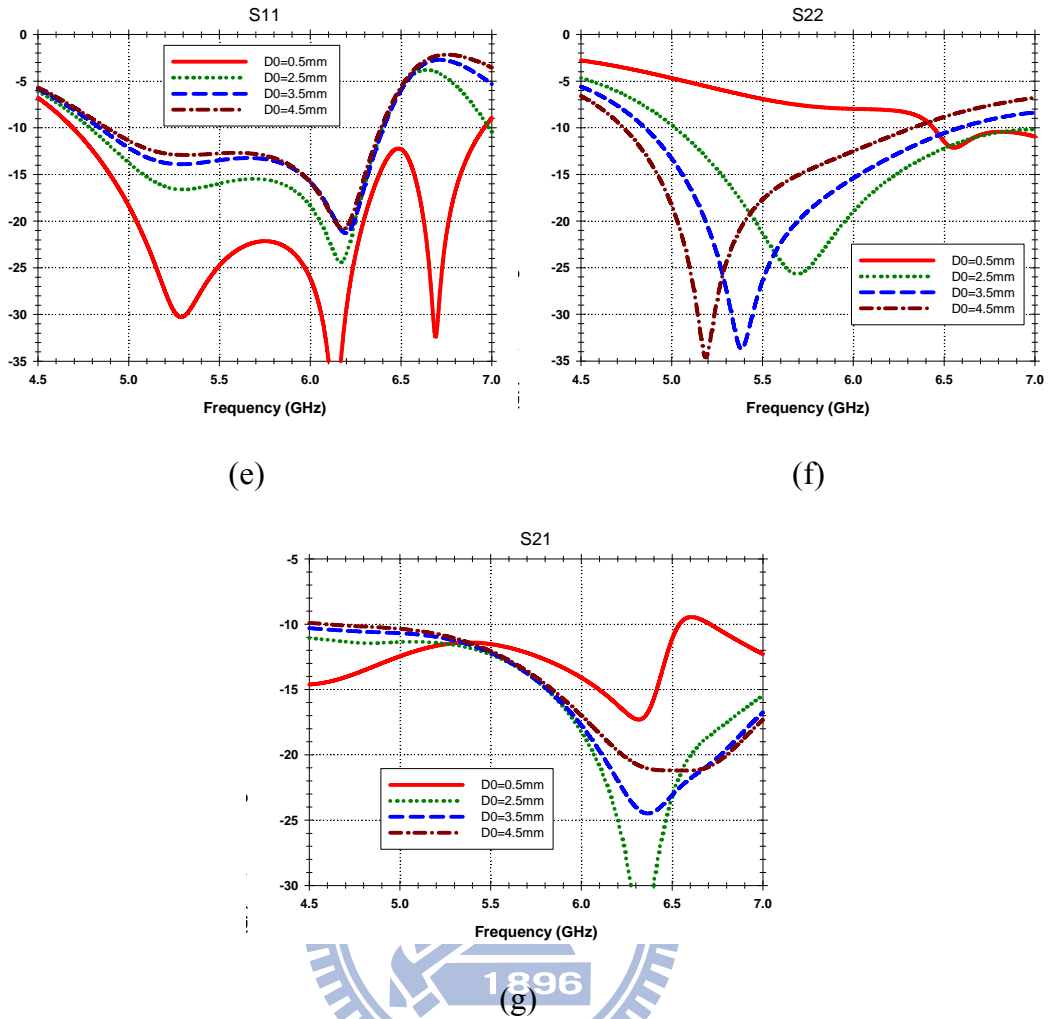 S11
0
-5
-10
-15
-20
-25
-30
-35
4.5 5.0 5.5 6.0 6.5 7.0
Frequency (GHz)
D0=0.5mm
D0=2.5mm
D0=3.5mm
D0=4.5mm
(e)
S22
0
-5
-10
-15
-20
-25
-30
-35
4.5 5.0 5.5 6.0 6.5 7.0
Frequency (GHz)
D0=0.5mm
D0=2.5mm
D0=3.5mm
D0=4.5mm
(f)
S21
-5
-10
-15
-20
-25
-30
4.5 5.0 5.5 6.0 6.5 7.0
Frequency (GHz)
D0=0.5mm
D0=2.5mm
D0=3.5mm
D0=4.5mm
1896
(g)